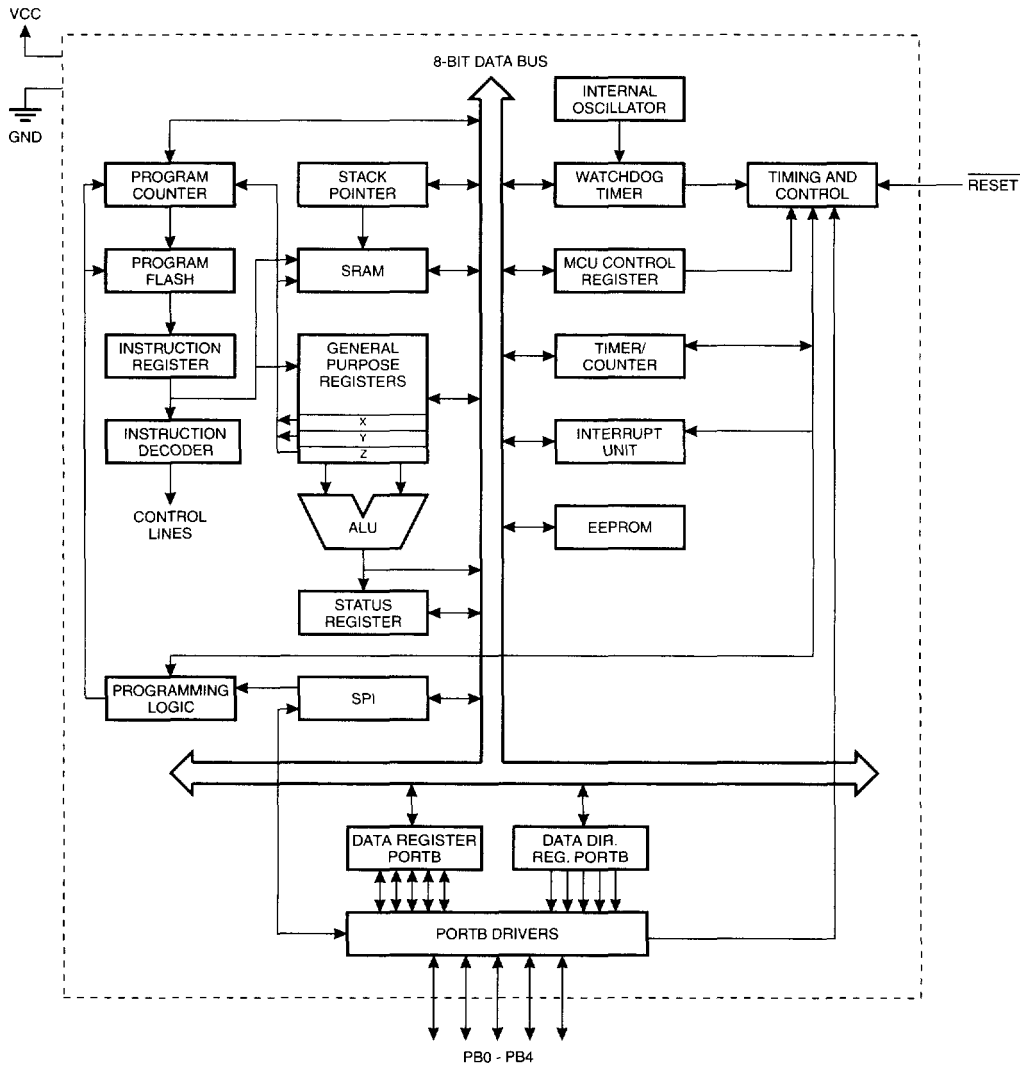 VCC
GND
8-BIT DATA BUS
INTERNAL
OSCILLATOR
PROGRAM
COUNTER
STACK
POINTER
WATCHDOG
TIMER
TIMING AND
CONTROL
RESET
PROGRAM
FLASH
SRAM
MCU CONTROL
REGISTER
INSTRUCTION
REGISTER
GENERAL
PURPOSE
REGISTERS
X
Y
Z
TIMER/
COUNTER
INSTRUCTION
DECODER
INTERRUPT
UNIT
CONTROL
LINES
ALU
EEPROM
STATUS
REGISTER
PROGRAMMING
LOGIC
SPI
DATA REGISTER
PORTB
DATA DIR.
REG. PORTB
PORTB DRIVERS
PB0 - PB4